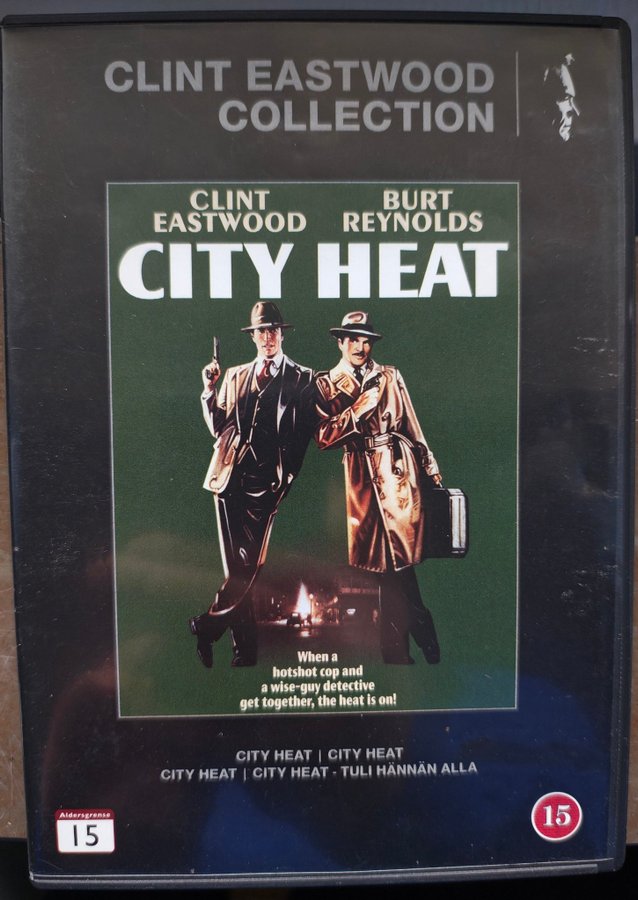 CLINT EASTWOOD
COLLECTION
CLINT
EASTWOOD
BURT
REYNOLDS
CITY HEAT
When a
hotshot cop and
a wise-guy detective
get together, the heat is on!
CITY HEAT | CITY HEAT
CITY HEAT | CITY HEAT - TULI HÄNNÄN ALLA
Aldersgrense
15
15